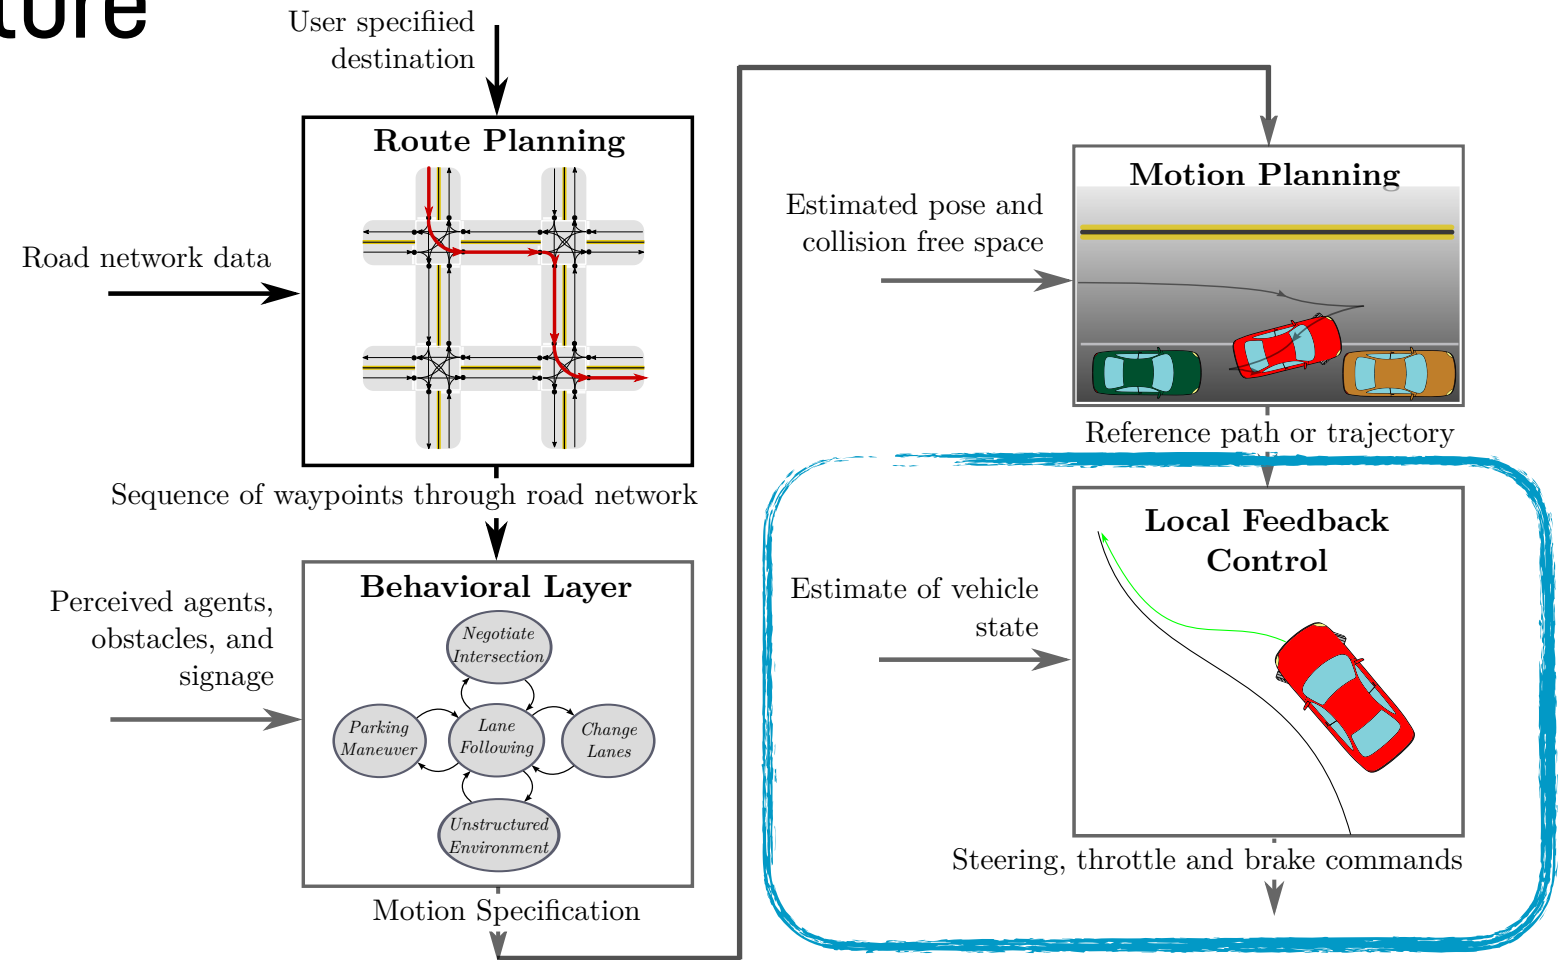 User specifiied
destination
Route Planning
Road network data
Sequence of waypoints through road network
Behavioral Layer
Perceived agents,
obstacles, and
signage
Negotiate
Intersection
Parking
Maneuver
Lane
Following
Change
Lanes
Unstructured
Environment
Motion Specification
Motion Planning
Estimated pose and
collision free space
Reference path or trajectory
Local Feedback
Control
Estimate of vehicle
state
Steering, throttle and brake commands